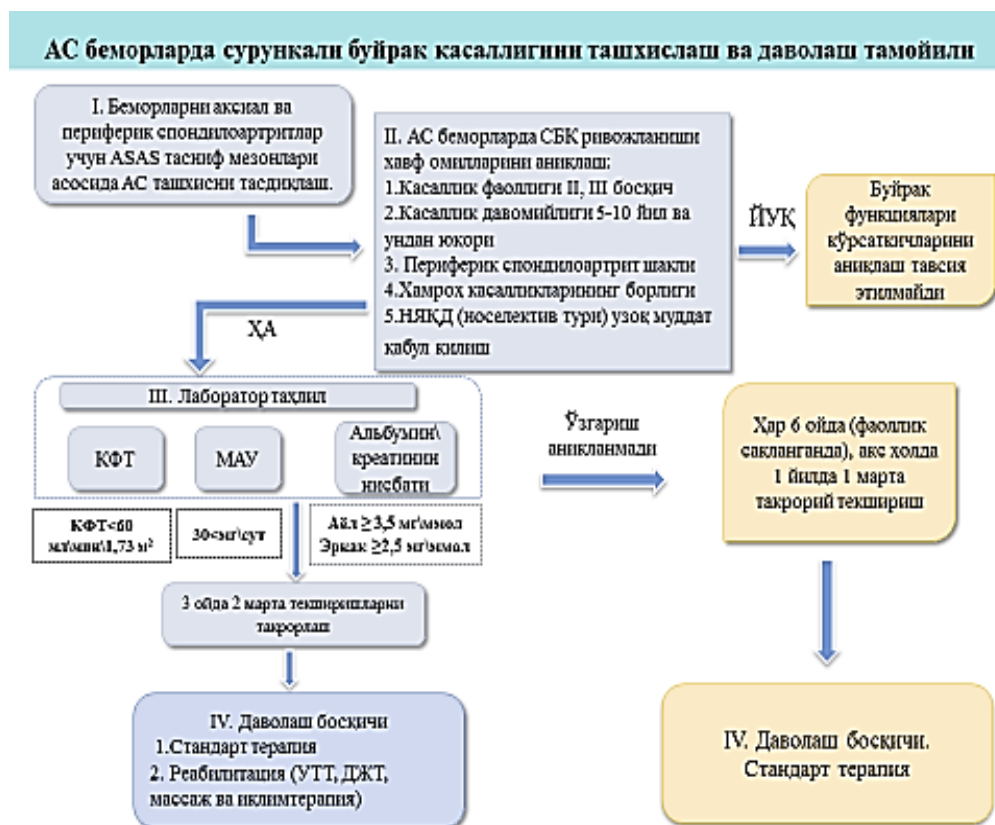 АС беморларда сурункали буйрак касаллигини ташхислаш ва даволаш тамойили
I. Беморларни аксиал ва
периферик спондилоартритлар
учун ASAS тасниф мезонлари
асосида АС ташхисни тасдиқлаш.
II. АС беморларда СБК ривожланиши
хавф омилларини аниқлаш:
1.Касаллик фаоллиги II, III босқич
2.Касаллик давомийлиги 5-10 йил ва
ундан юқори
3. Периферик спондилоартрит шакли
4.Хамрох касалликларининг борлиги
5.НЯҚД (носелектив тури) узоқ муддат
қабул қилиш
ЙУҚ
Буйрак
функциялари
кўрсаткичларини
аниқлаш тавсия
этилмайди
ҲА
III. Лаборатор таҳлил
КФТ
МАУ
Альбумин\
креатинин
нисбати
Ўзгариш
аникланмади
Ҳар 6 ойда (фаоллик
сақланганда), акс холда
1 йилда 1 марта
такрорий текшириш
КФТ<60
мл\мин\1,73 м²
30<мг\сут
Аёл ≥3,5 мг\ммол
Эркак ≥2,5 мг\ммол
3 ойда 2 марта текширишларни
такрорлаш
IV. Даволаш босқичи
1.Стандарт терапия
2. Реабилитация (УТТ, ДЖТ,
массаж ва иклимтерапия)
IV. Даволаш босқичи.
Стандарт терапия